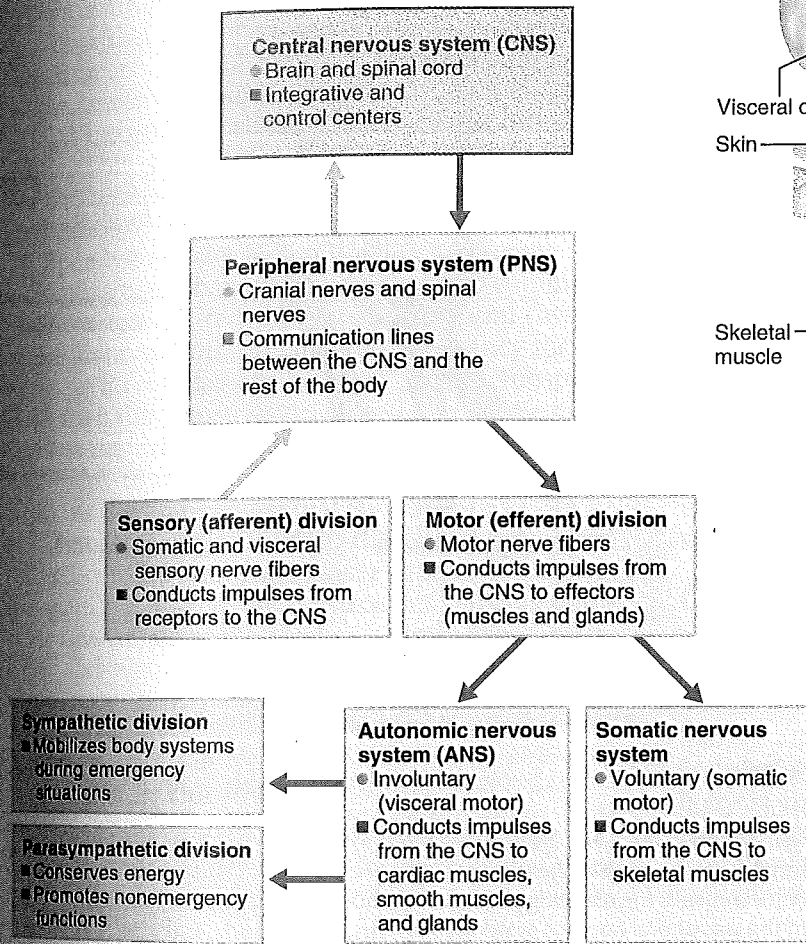 Central nervous system (CNS)
Brain and spinal cord
Integrative and
control centers
Visceral
Skin
Peripheral nervous system (PNS)
Cranial nerves and spinal
nerves
Communication lines
between the CNS and the
rest of the body
Skeletal
muscle
Sensory (afferent) division
Somatic and visceral
sensory nerve fibers
Conducts impulses from
receptors to the CNS
Motor (efferent) division
Motor nerve fibers
Conducts impulses from
the CNS to effectors
(muscles and glands)
Sympathetic division
Mobilizes body systems
during emergency
situations
Parasympathetic division
Conserves energy
Promotes nonemergency
functions
Autonomic nervous
system (ANS)
Involuntary
(visceral motor)
Conducts impulses
from the CNS to
cardiac muscles,
smooth muscles,
and glands
Somatic nervous
system
Voluntary (somatic
motor)
Conducts impulses
from the CNS to
skeletal muscles